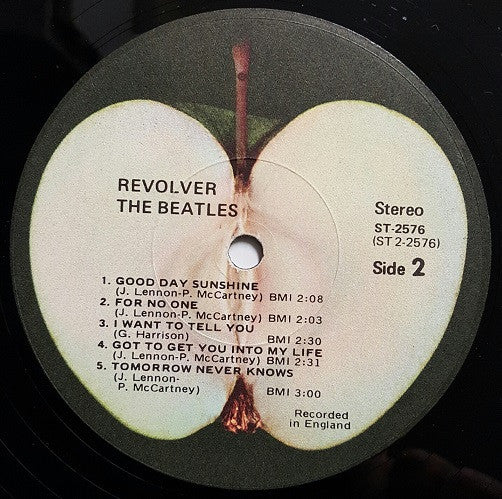 REVOLVER
THE BEATLES
Stereo
ST-2576
(ST 2-2576)
Side 2
1. GOOD DAY SUNSHINE
(J. Lennon-P. McCartney) BMI 2:08
2. FOR NO ONE
(J. Lennon-P. McCartney) BMI 2:03
3. I WANT TO TELL YOU
(G. Harrison) BMI 2:30
4. GOT TO GET YOU INTO MY LIFE
(J. Lennon-P. McCartney) BMI 2:31
5. TOMORROW NEVER KNOWS
(J. Lennon-
P. McCartney) BMI 3:00
Recorded
in England